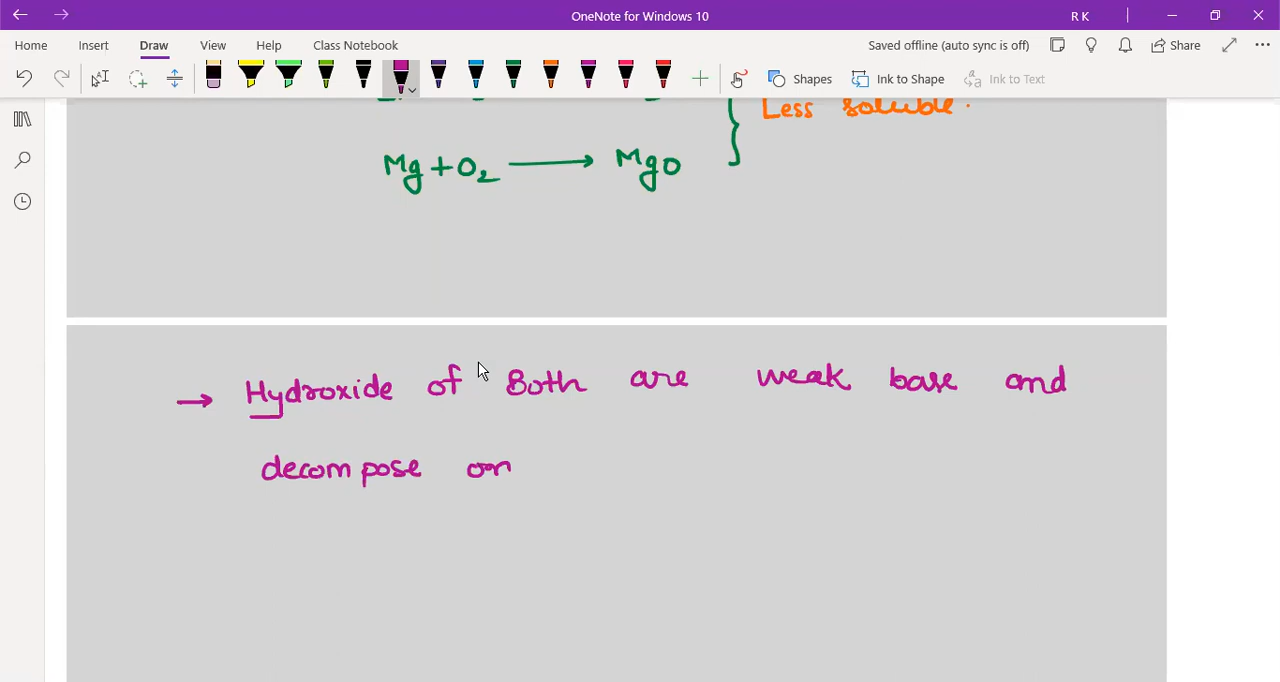 OneNote for Windows 10
R K
Home Insert Draw View Help Class Notebook
Saved offline (auto sync is off)
Share
Shapes
Ink to Shape
Ink to Text
Less soluble.
Mg + O2 → MgO
→ Hydroxide of Both are weak base and
decompose on